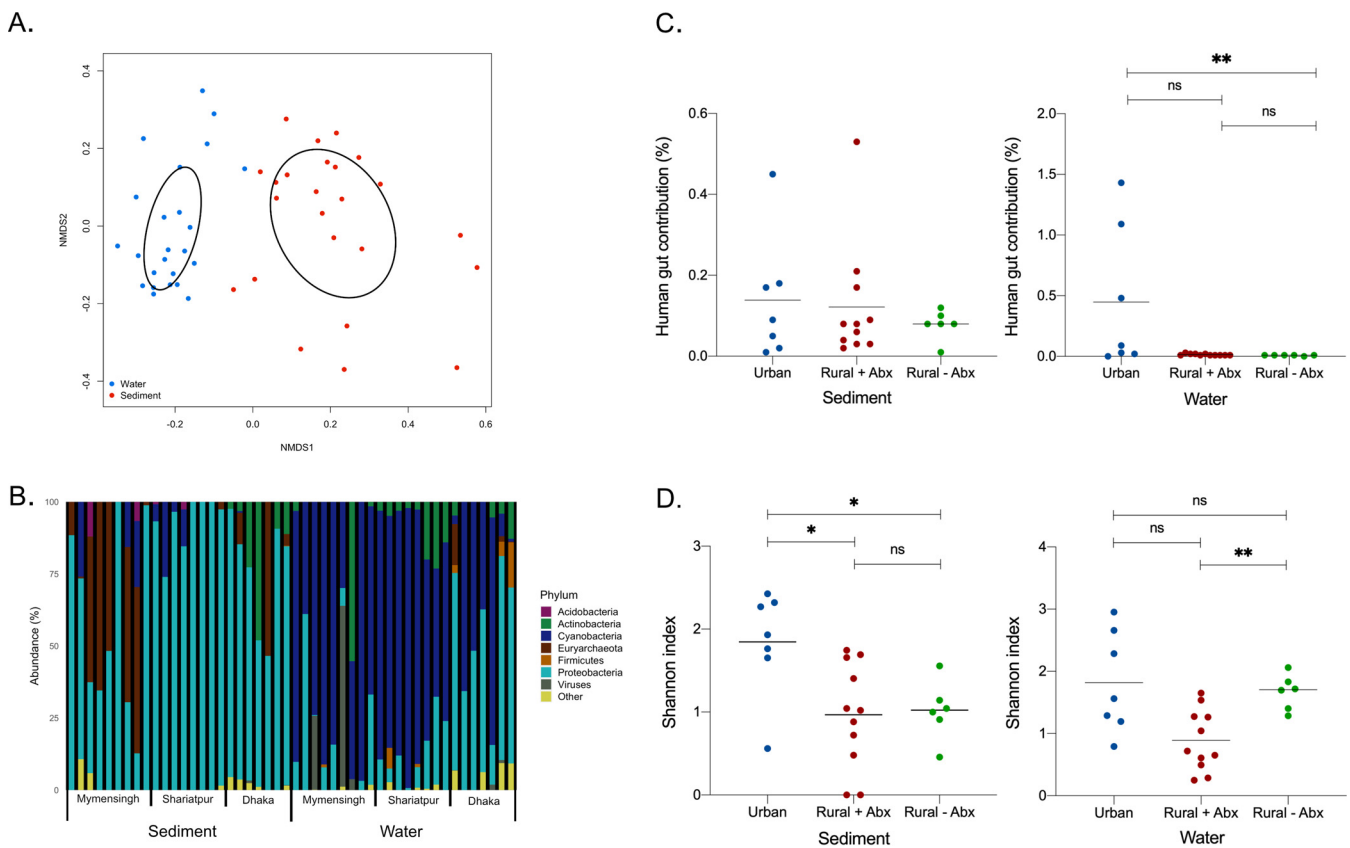 A.
0.4
0.2
0.0
-0.2
-0.4
NMDS2
Water
Sediment
-0.2
0.0
0.2
0.4
0.6
NMDS1
B.
100
75
50
25
0
Abundance (%)
Mymensingh
Shariatpur
Dhaka
Mymensingh
Shariatpur
Dhaka
Sediment
Water
Phylum
Acidobacteria
Actinobacteria
Cyanobacteria
Euryarchaeota
Firmicutes
Proteobacteria
Viruses
Other
C.
Human gut contribution (%)
0.6
0.4
0.2
0.0
Urban
Rural + Abx
Rural - Abx
Sediment
Human gut contribution (%)
2.0
1.5
1.0
0.5
0.0
**
ns
ns
Urban
Rural + Abx
Rural - Abx
Water
D.
Shannon index
3
2
1
0
*
*
ns
Urban
Rural + Abx
Rural - Abx
Sediment
Shannon index
4
3
2
1
0
ns
ns
**
Urban
Rural + Abx
Rural - Abx
Water